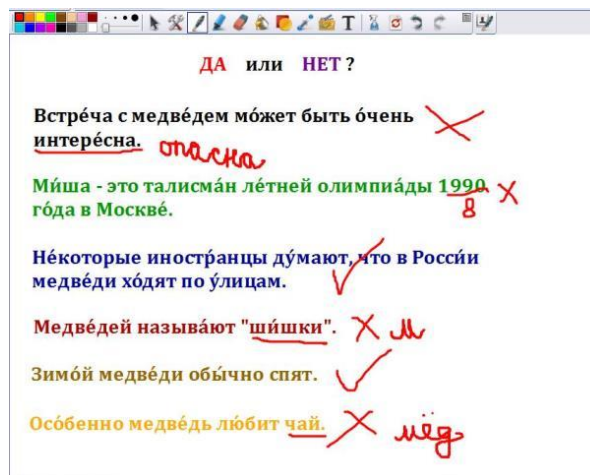 ДА или НЕТ?
Встре́ча с медве́дем мо́жет быть о́чень
интере́сна. опасна
Ми́ша - это талисма́н ле́тней олимпиа́ды 1990
8
го́да в Москве́.
Не́которые иностра́нцы ду́мают, что в Росси́и
медве́ди хо́дят по у́лицам.
Медве́дей называ́ют "ши́шки". м
Зимо́й медве́ди обы́чно спят.
Осо́бенно медве́дь лю́бит чай. мёд